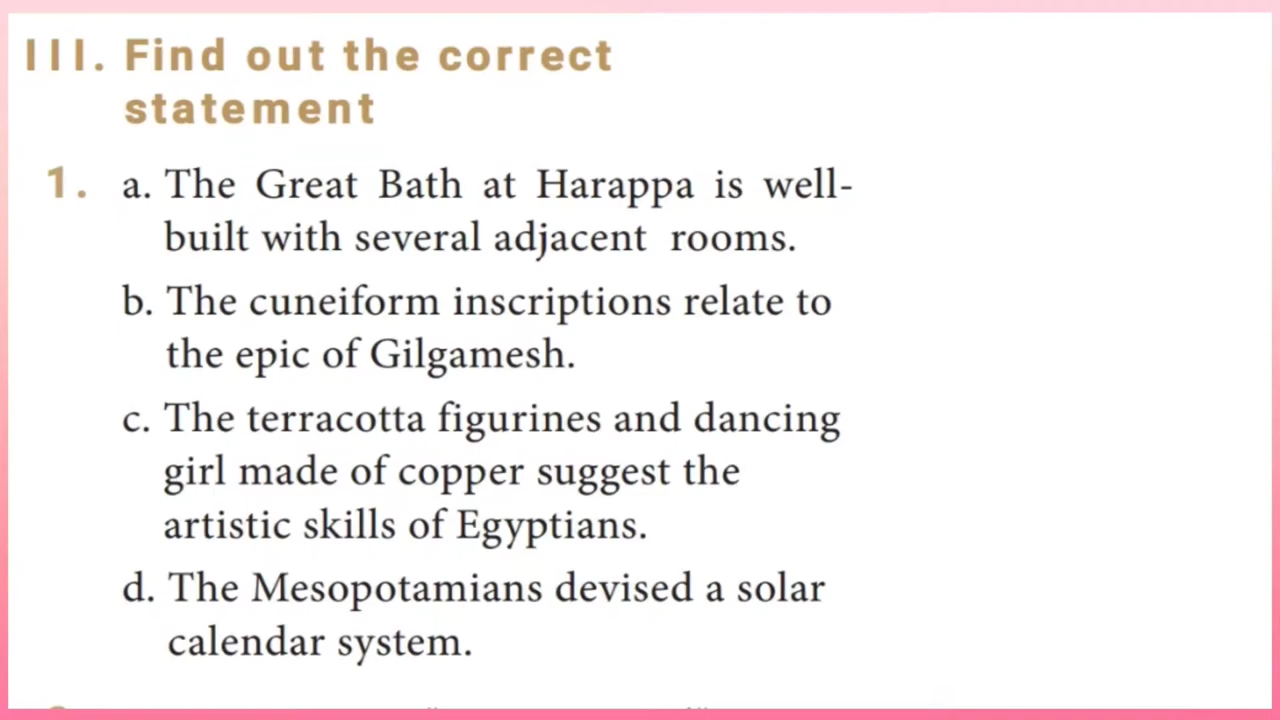 III. Find out the correct
statement
1. a. The Great Bath at Harappa is well-
built with several adjacent rooms.
b. The cuneiform inscriptions relate to
the epic of Gilgamesh.
c. The terracotta figurines and dancing
girl made of copper suggest the
artistic skills of Egyptians.
d. The Mesopotamians devised a solar
calendar system.